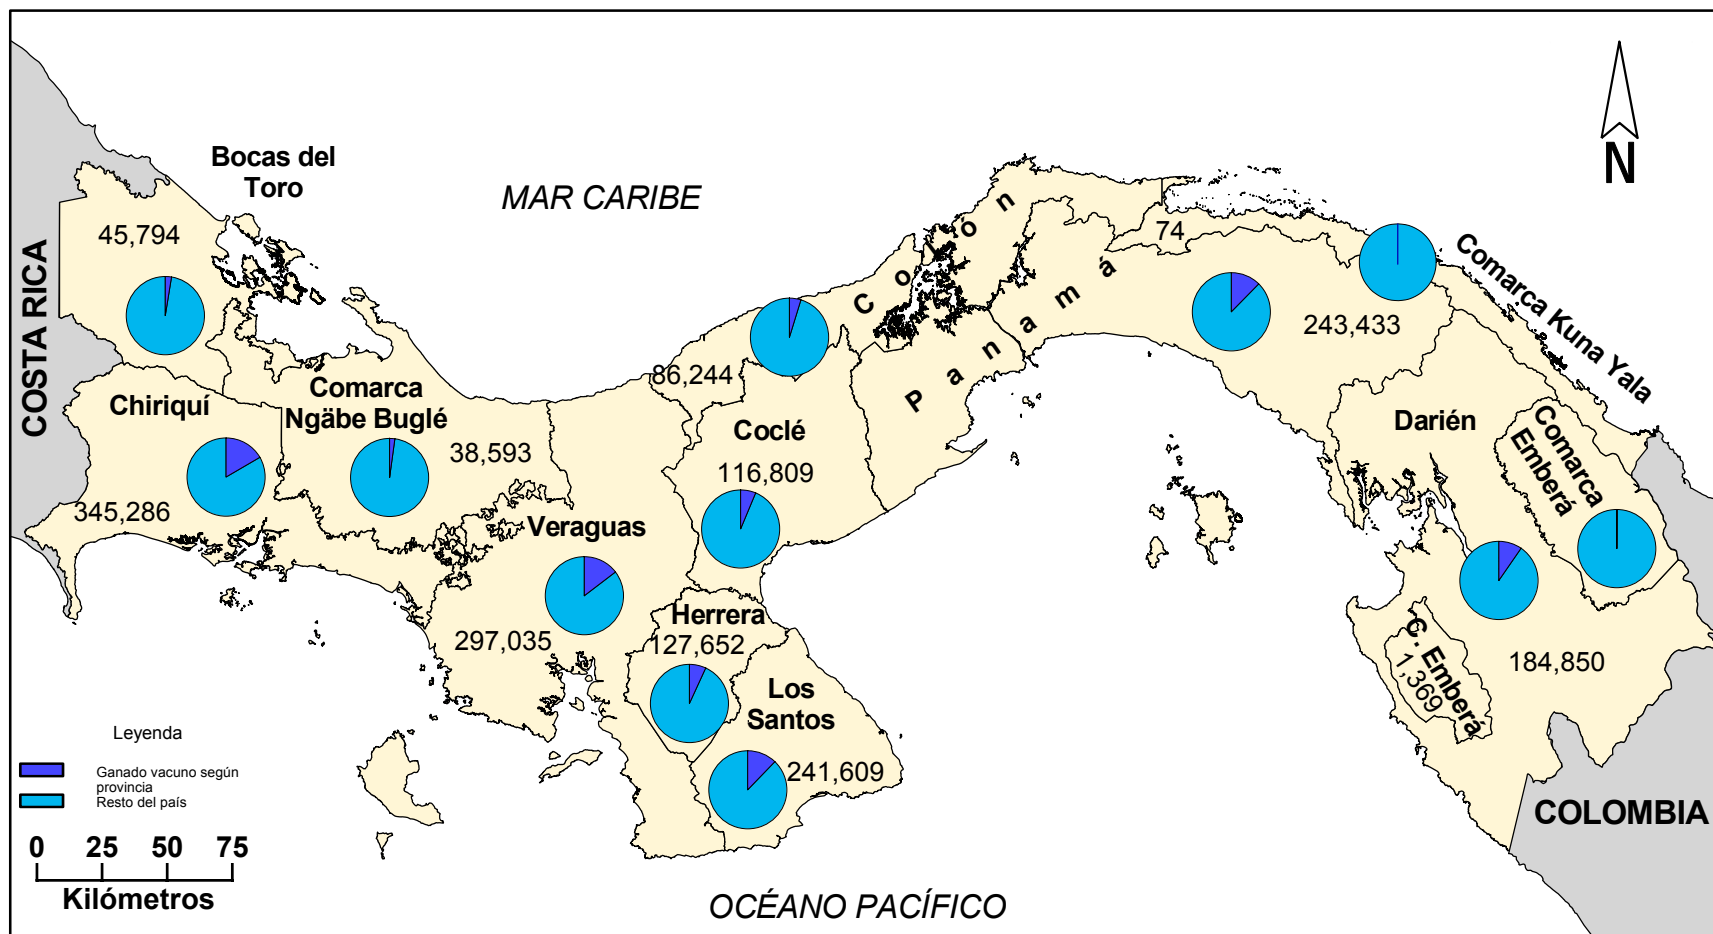 Bocas del
Toro
MAR CARIBE
N
45,794
74
Colón
Panamá
Comarca Kuna Yala
COSTA RICA
243,433
86,244
Chiriquí
Comarca
Ngäbe Buglé
38,593
Coclé
116,809
Darién
Comarca
Emberá
345,286
Veraguas
297,035
Herrera
127,652
C. Emberá
1,369
184,850
Los
Santos
241,609
Leyenda
Ganado vacuno según
provincia
Resto del país
COLOMBIA
0 25 50 75
Kilómetros
OCÉANO PACÍFICO